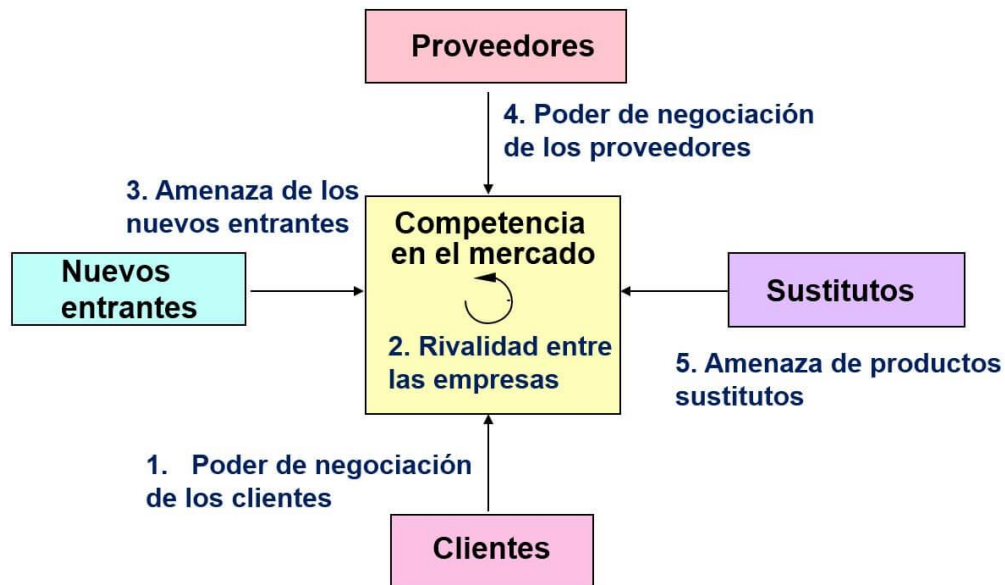 Proveedores
4. Poder de negociación
de los proveedores
3. Amenaza de los
nuevos entrantes
Competencia
en el mercado
Nuevos
entrantes
Sustitutos
2. Rivalidad entre
las empresas
5. Amenaza de productos
sustitutos
1. Poder de negociación
de los clientes
Clientes